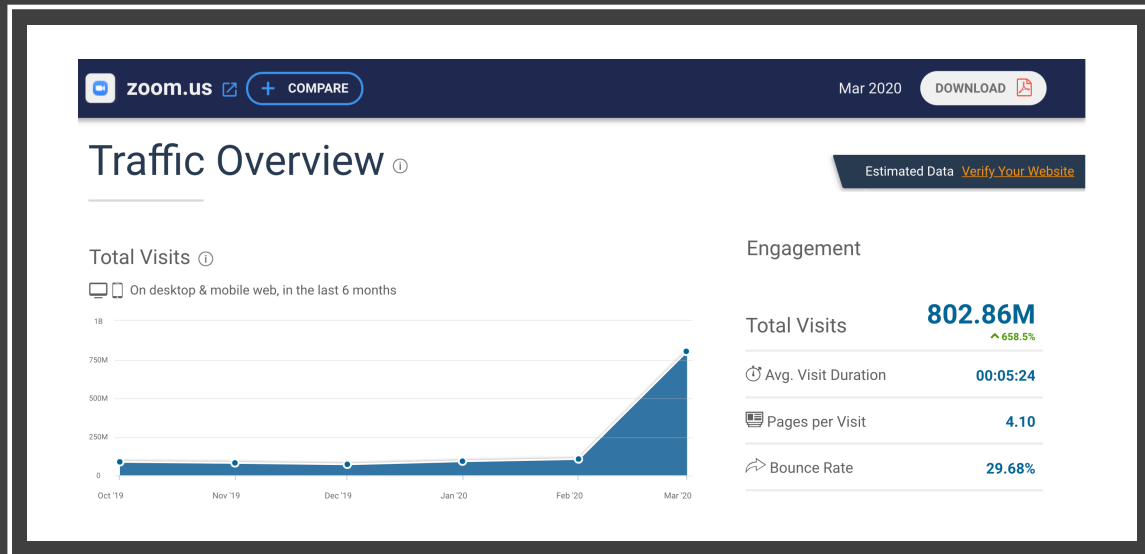 zoom.us
+ COMPARE
Mar 2020
DOWNLOAD
Traffic Overview
Estimated Data Verify Your Website
Total Visits
On desktop & mobile web, in the last 6 months
1B
750M
500M
250M
0
Oct '19
Nov '19
Dec '19
Jan '20
Feb '20
Mar '20
Engagement
Total Visits
802.86M
658.5%
Avg. Visit Duration
00:05:24
Pages per Visit
4.10
Bounce Rate
29.68%